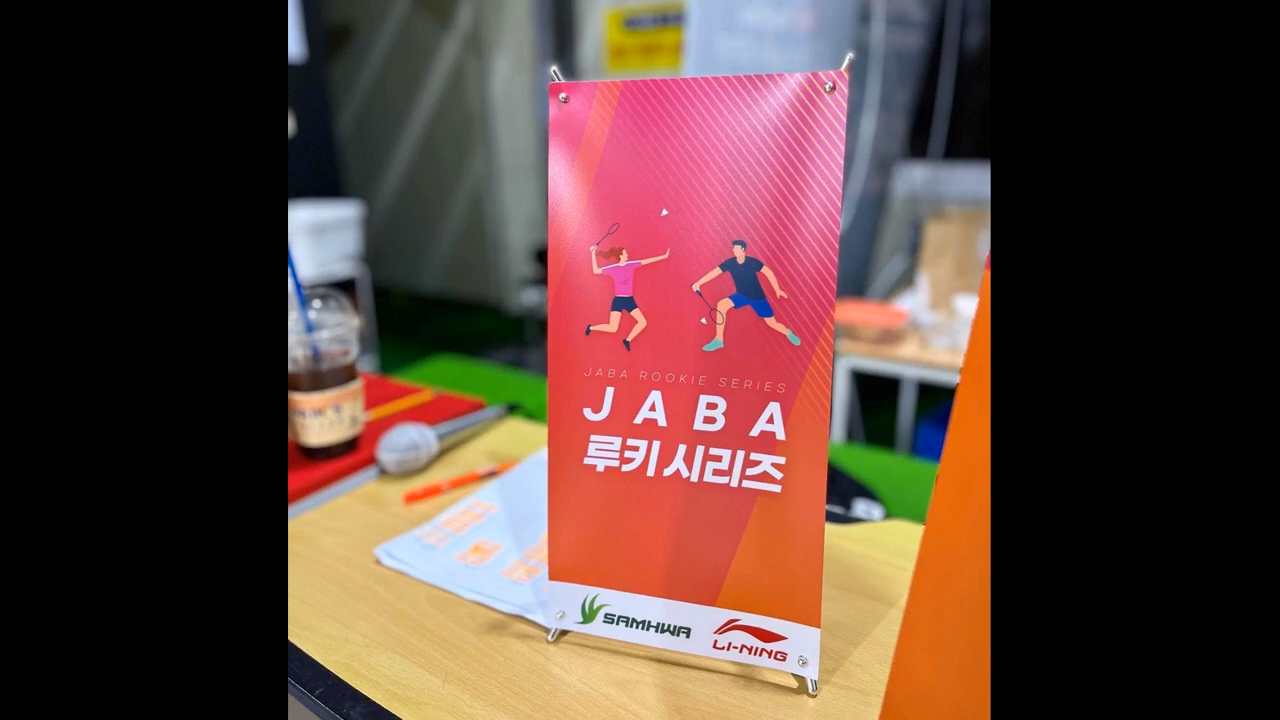 JABA ROOKIE SERIES
JABA
루키 시리즈
SAMHWA
LI-NING